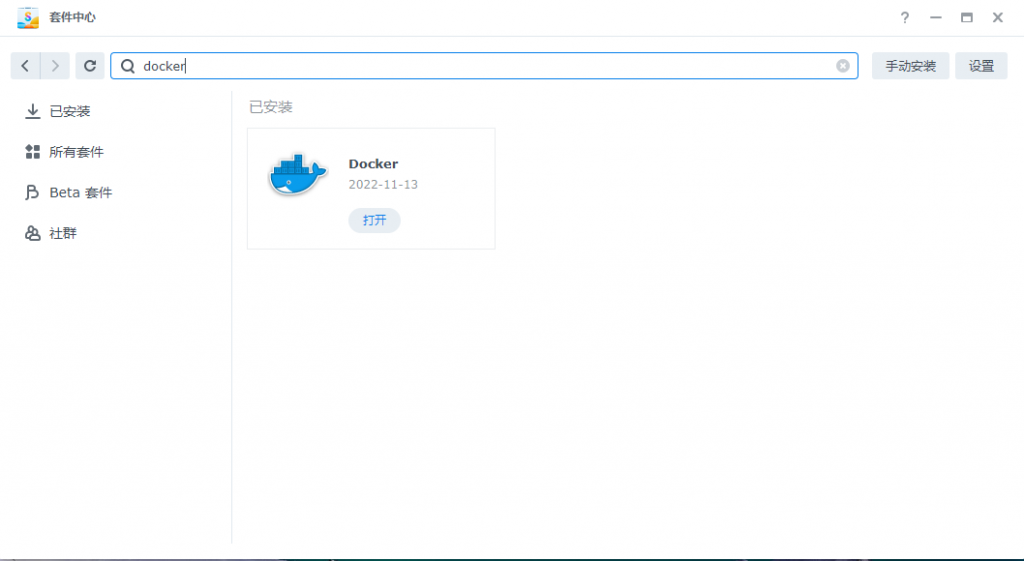 套件中心
docker
手动安装
设置
已安装
所有套件
Beta 套件
社群
已安装
Docker
2022-11-13
打开